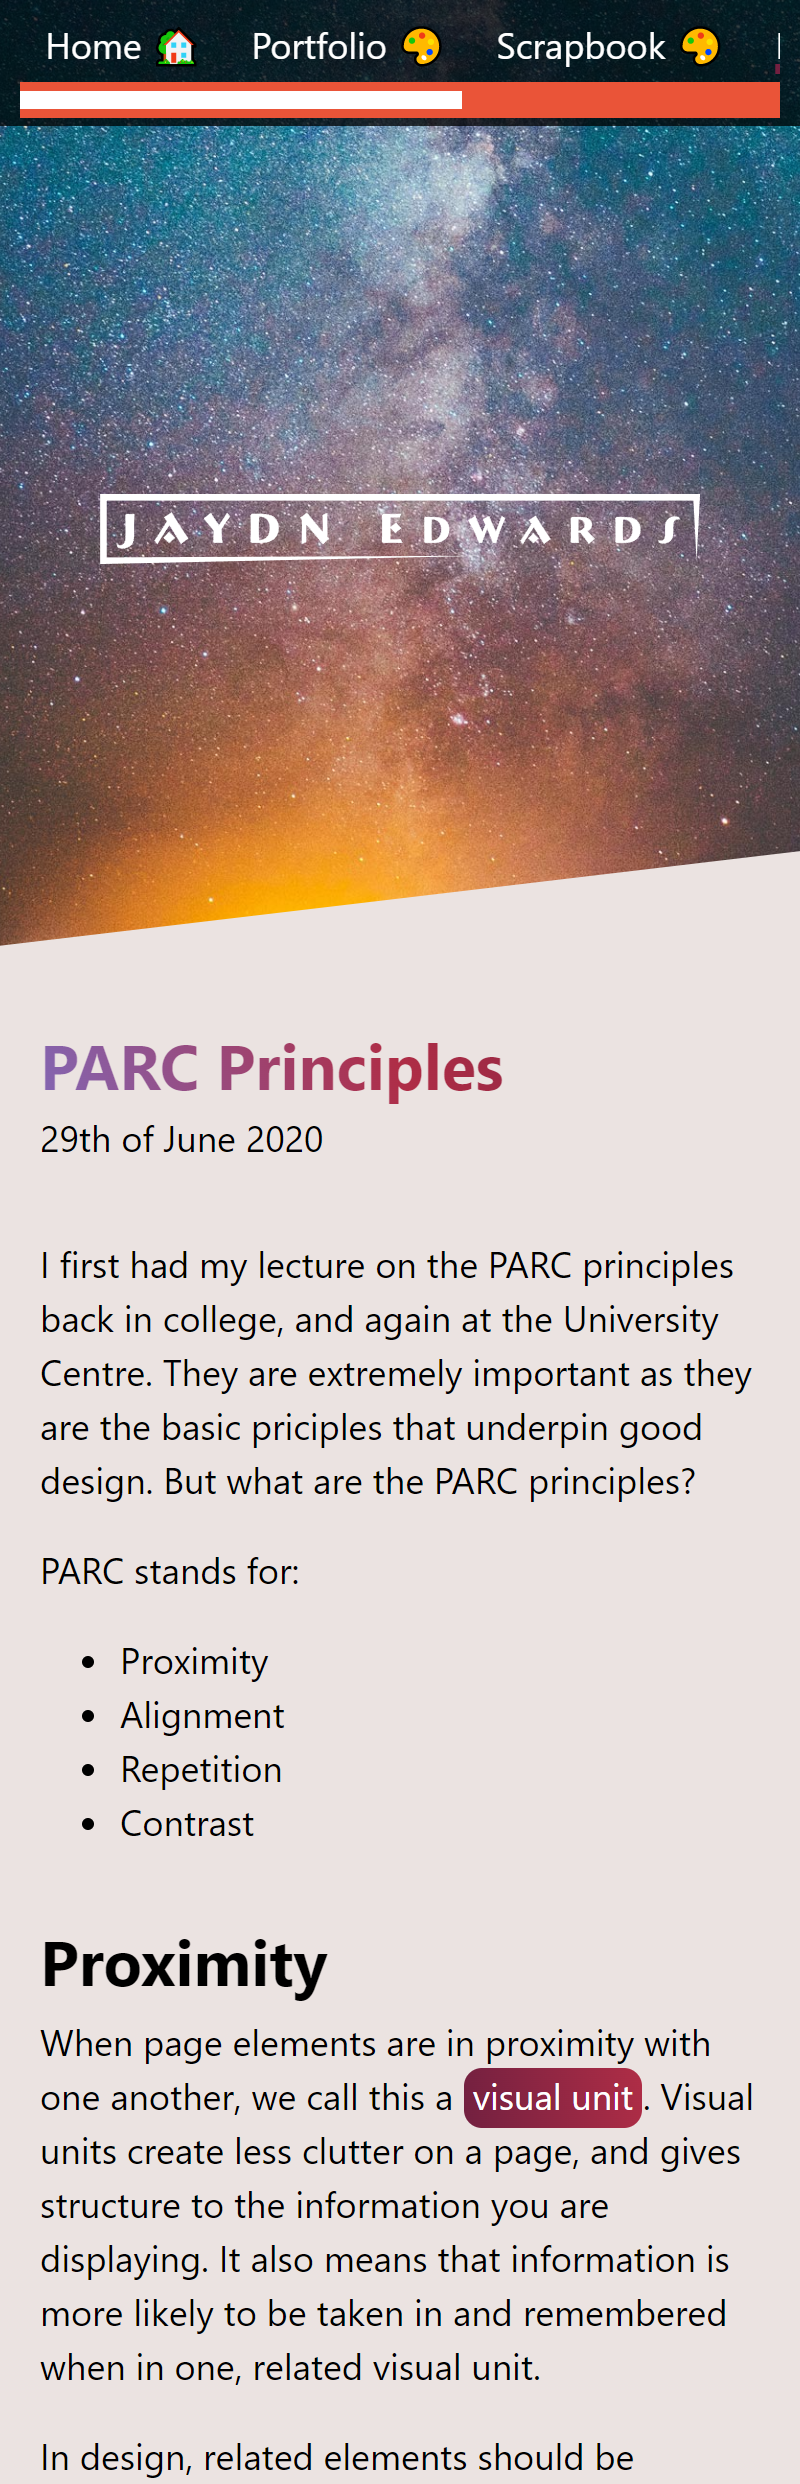 Home 🏡 Portfolio 🎨 Scrapbook 🎨
JAYDN EDWARDS
PARC Principles
29th of June 2020
I first had my lecture on the PARC principles
back in college, and again at the University
Centre. They are extremely important as they
are the basic priciples that underpin good
design. But what are the PARC principles?
PARC stands for:
• Proximity
• Alignment
• Repetition
• Contrast
Proximity
When page elements are in proximity with
one another, we call this a visual unit. Visual
units create less clutter on a page, and gives
structure to the information you are
displaying. It also means that information is
more likely to be taken in and remembered
when in one, related visual unit.
In design, related elements should be